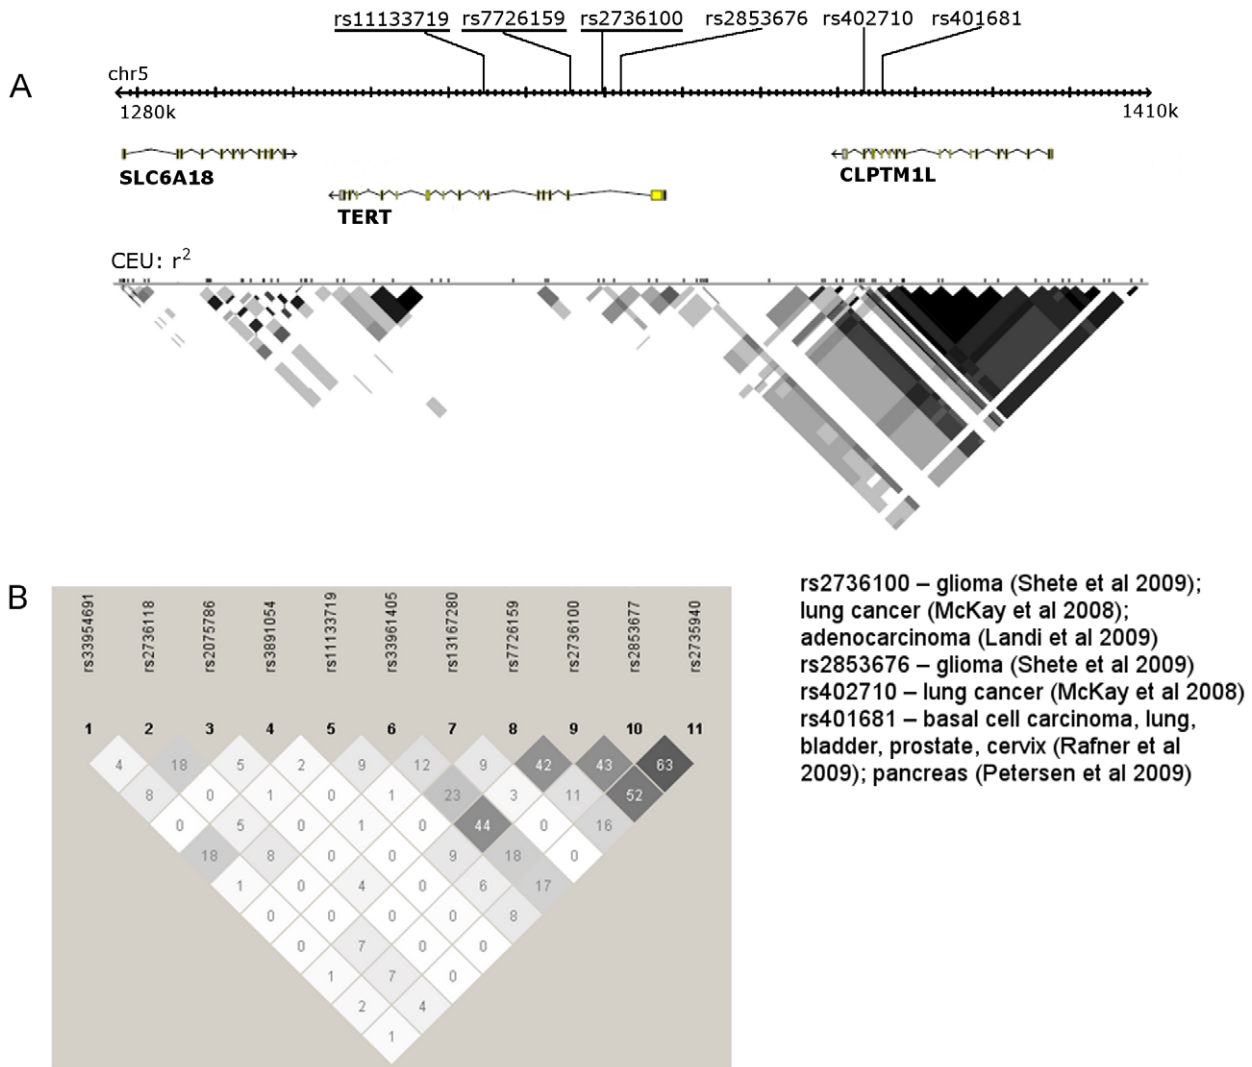 rs11133719 rs7726159 rs2736100 rs2853676 rs402710 rs401681
A
chr5
1280k 1410k
SLC6A18
CLPTM1L
TERT
CEU: r2
B
rs33954691 rs2736118 rs2075786 rs3891054 rs11133719 rs33961405 rs13167280 rs7726159 rs2736100 rs2853677 rs2735940
1 2 3 4 5 6 7 8 9 10 11
4 18 5 2 9 12 9 42 43 63
8 0 1 0 1 23 3 11 52
0 5 0 1 0 44 0 16
18 8 0 0 9 18 0
1 0 4 0 6 17
0 0 0 0 8
0 7 0 0
1 7 0
2 4
1
rs2736100 – glioma (Shete et al 2009);
lung cancer (McKay et al 2008);
adenocarcinoma (Landi et al 2009)
rs2853676 – glioma (Shete et al 2009)
rs402710 – lung cancer (McKay et al 2008)
rs401681 – basal cell carcinoma, lung,
bladder, prostate, cervix (Rafner et al
2009); pancreas (Petersen et al 2009)